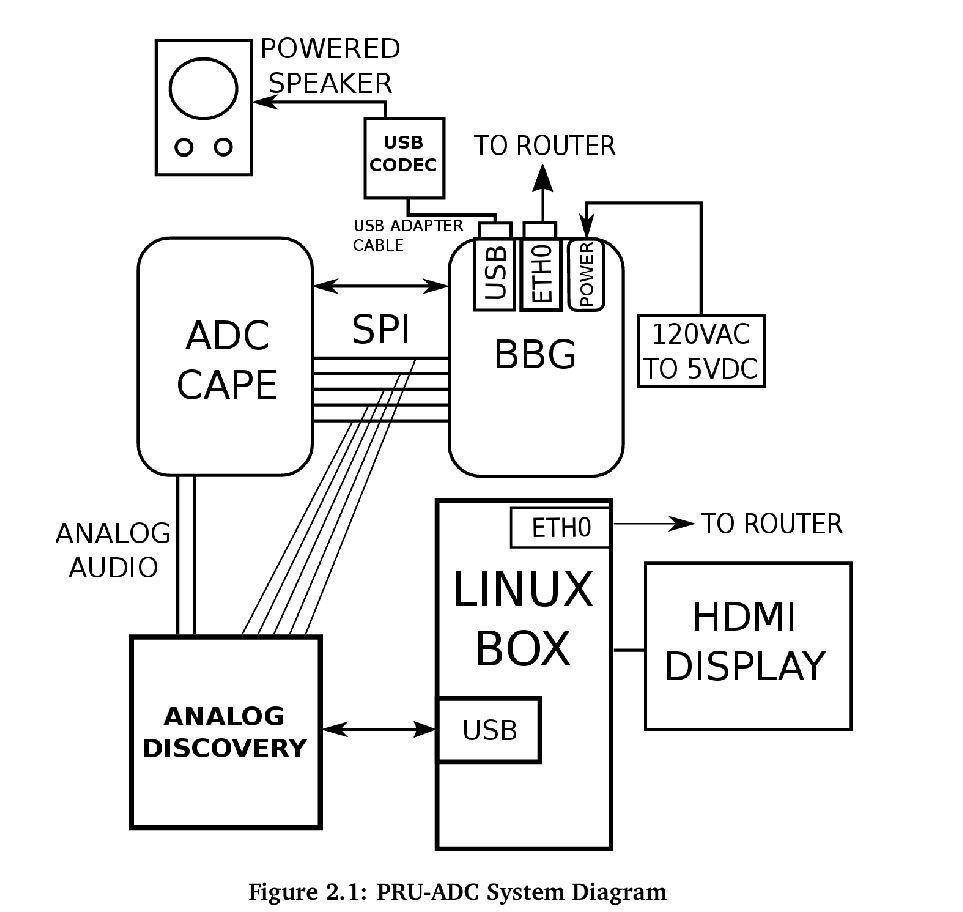 POWERED
SPEAKER
USB
CODEC
TO ROUTER
USB ADAPTER
CABLE
USB
ETH0
POWER
ADC
CAPE
SPI
BBG
120VAC
TO 5VDC
ANALOG
AUDIO
ETH0
TO ROUTER
LINUX
BOX
HDMI
DISPLAY
ANALOG
DISCOVERY
USB
Figure 2.1: PRU-ADC System Diagram